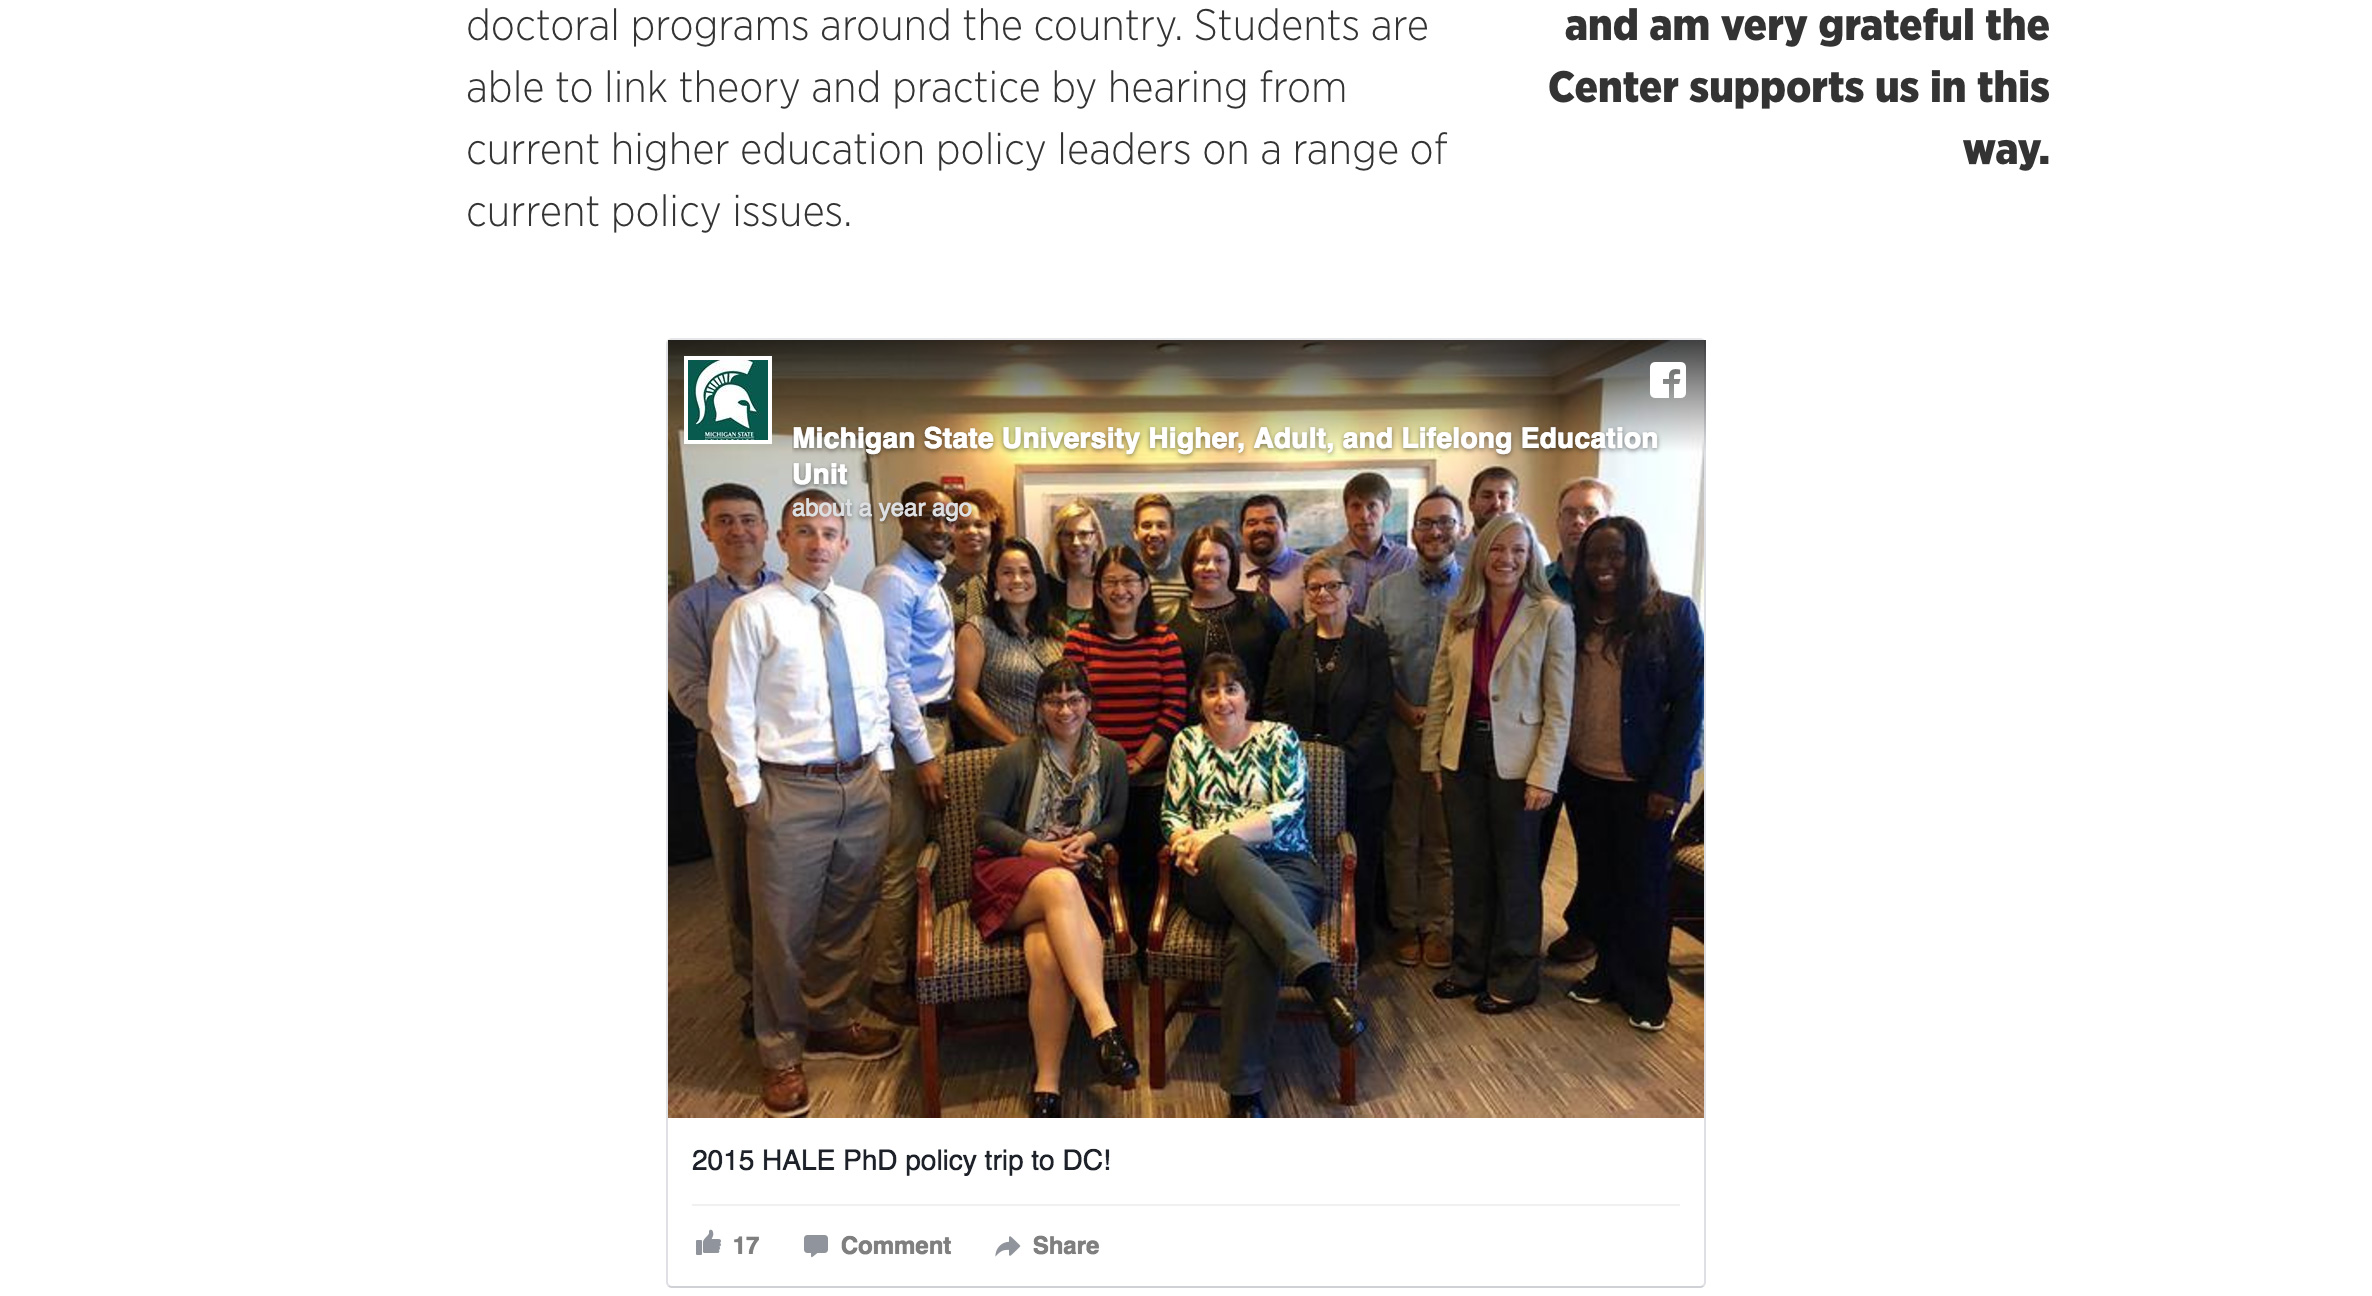 doctoral programs around the country. Students are
able to link theory and practice by hearing from
current higher education policy leaders on a range of
current policy issues.
and am very grateful the
Center supports us in this
way.
MICHIGAN STATE
Michigan State University Higher, Adult, and Lifelong Education
Unit
about a year ago
2015 HALE PhD policy trip to DC!
17
Comment
Share